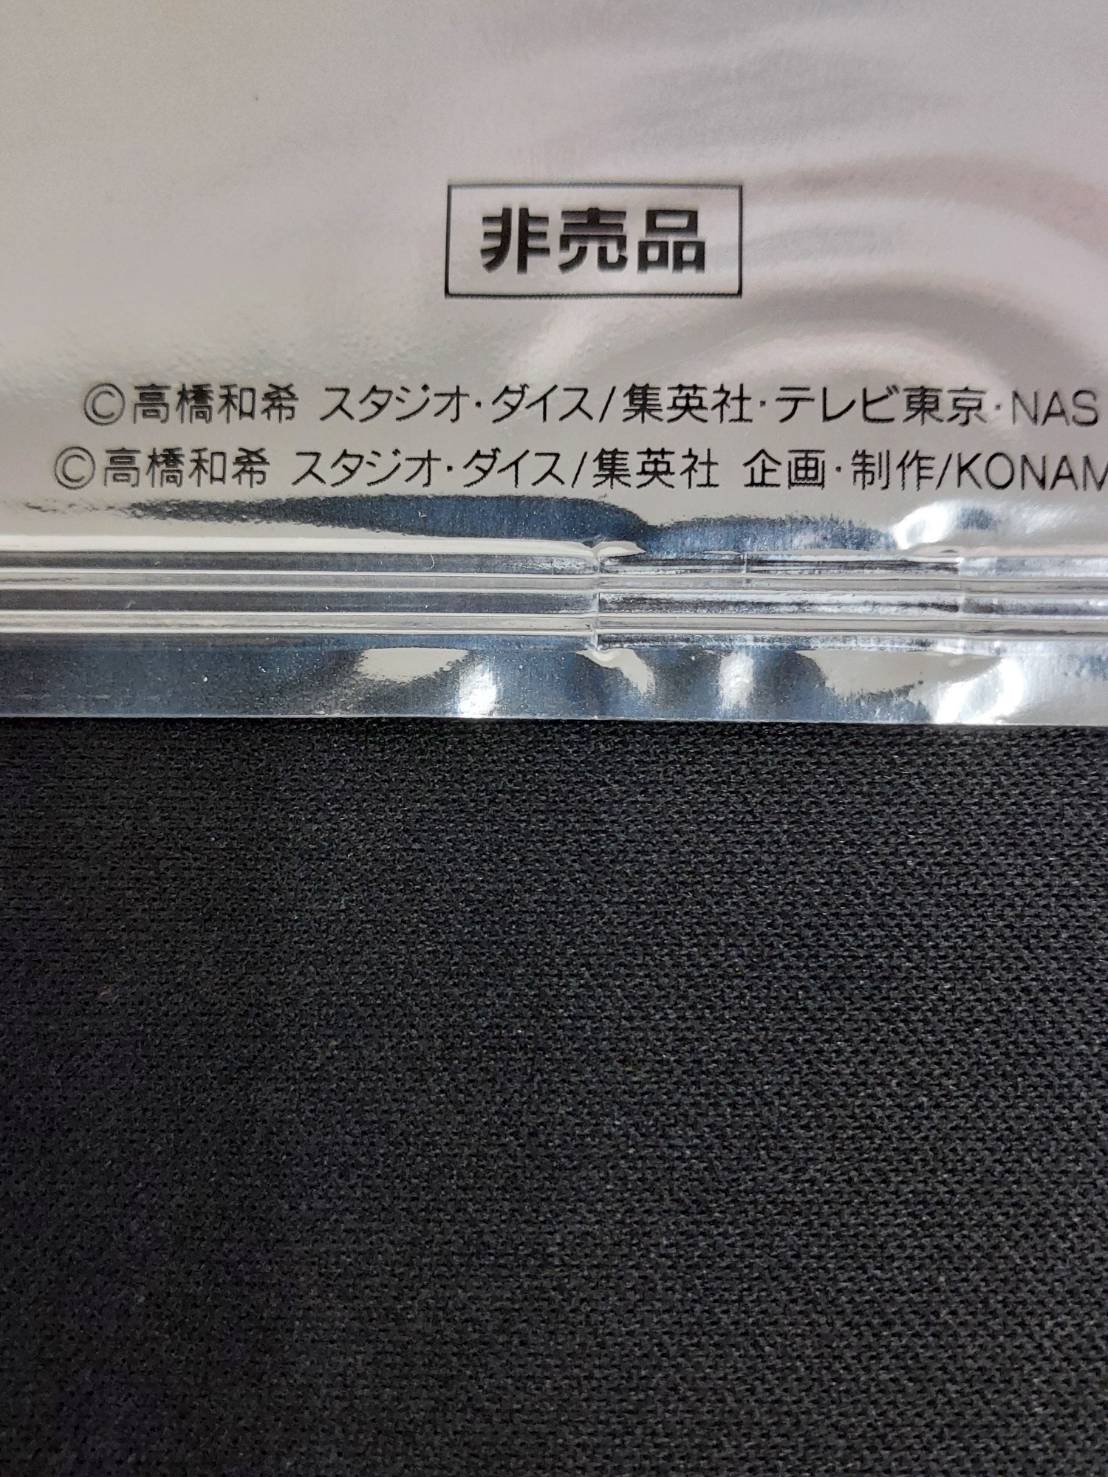 非売品
©高橋和希 スタジオ・ダイス/集英社・テレビ東京・NAS
©高橋和希 スタジオ・ダイス/集英社 企画・制作/KONAM